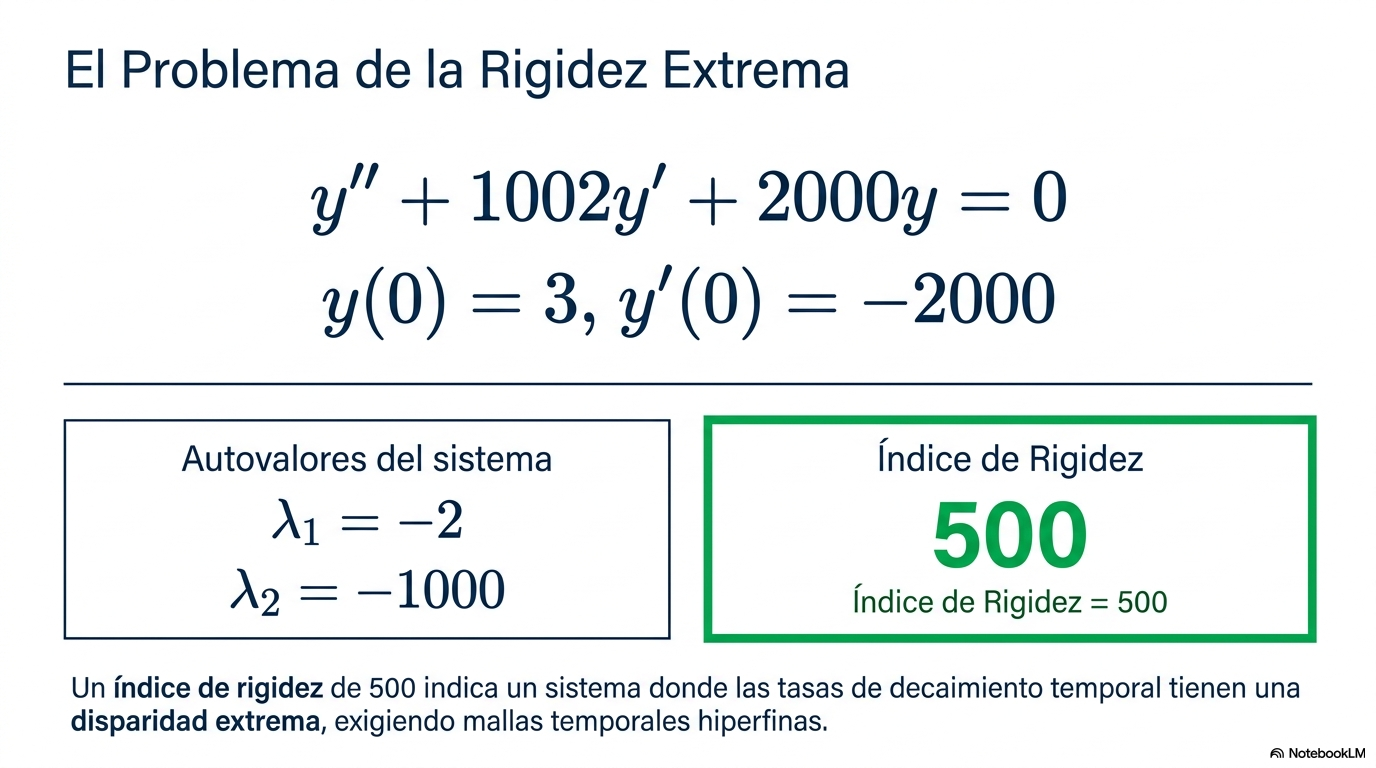 El Problema de la Rigidez Extrema
y″ + 1002y′ + 2000y = 0
y(0) = 3, y′(0) = −2000
Autovalores del sistema
λ₁ = −2
λ₂ = −1000
Índice de Rigidez
500
Índice de Rigidez = 500
Un índice de rigidez de 500 indica un sistema donde las tasas de decaimiento temporal tienen una
disparidad extrema, exigiendo mallas temporales hiperfinas.
NotebookLM